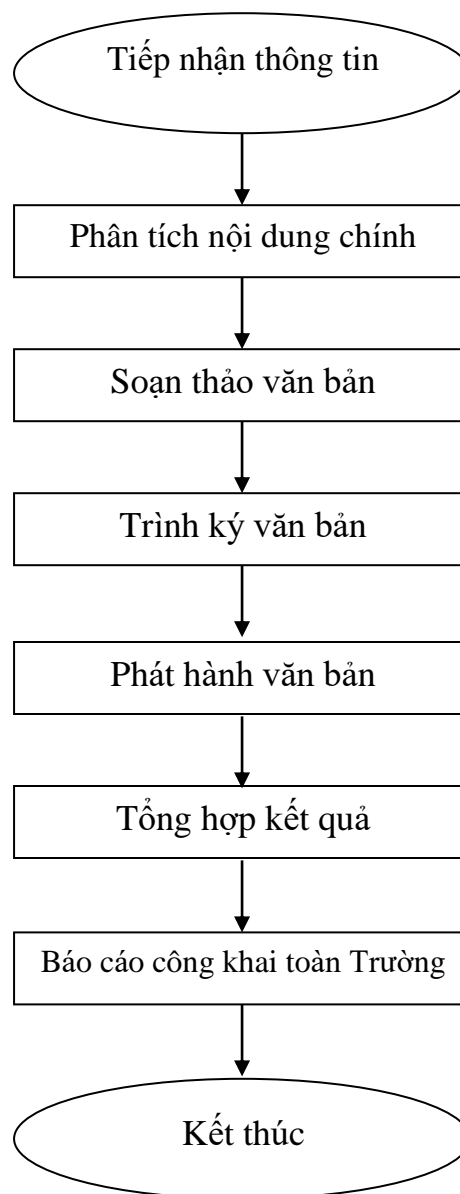 Tiếp nhận thông tin
Phân tích nội dung chính
Soạn thảo văn bản
Trình ký văn bản
Phát hành văn bản
Tổng hợp kết quả
Báo cáo công khai toàn Trường
Kết thúc